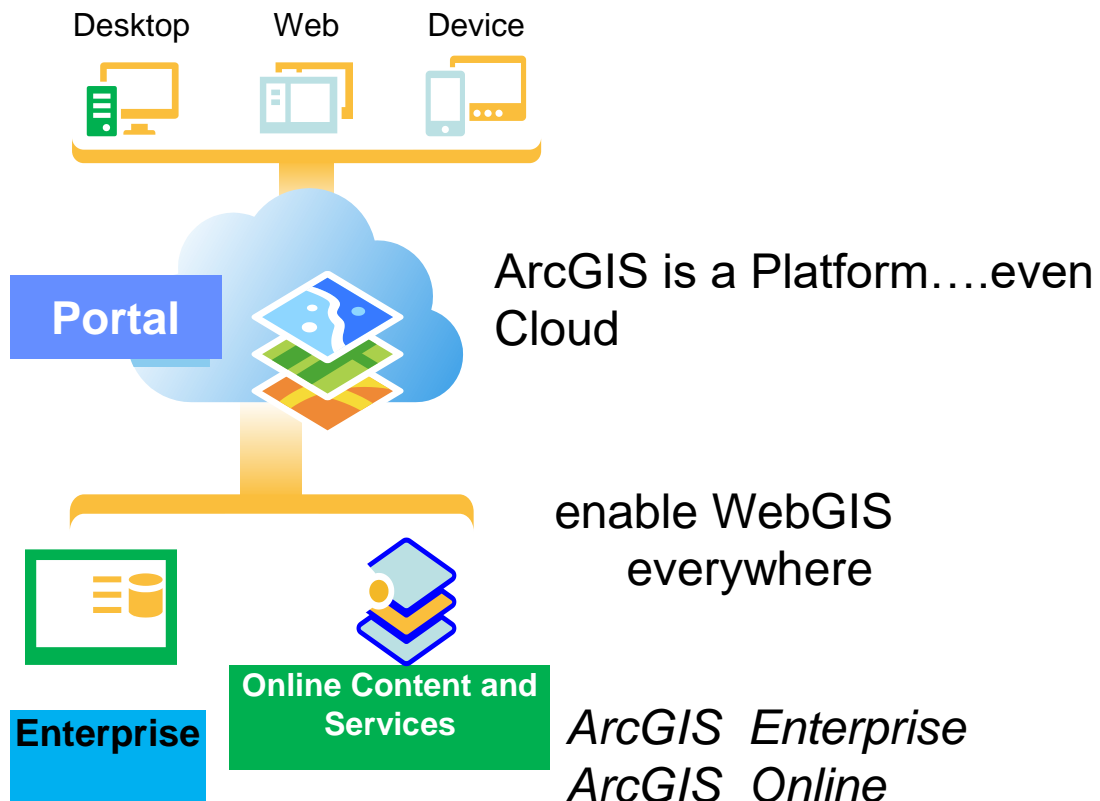 Desktop Web Device
Portal
ArcGIS is a Platform….even
Cloud
enable WebGIS
everywhere
Online Content and
Services
Enterprise
ArcGIS Enterprise
ArcGIS Online